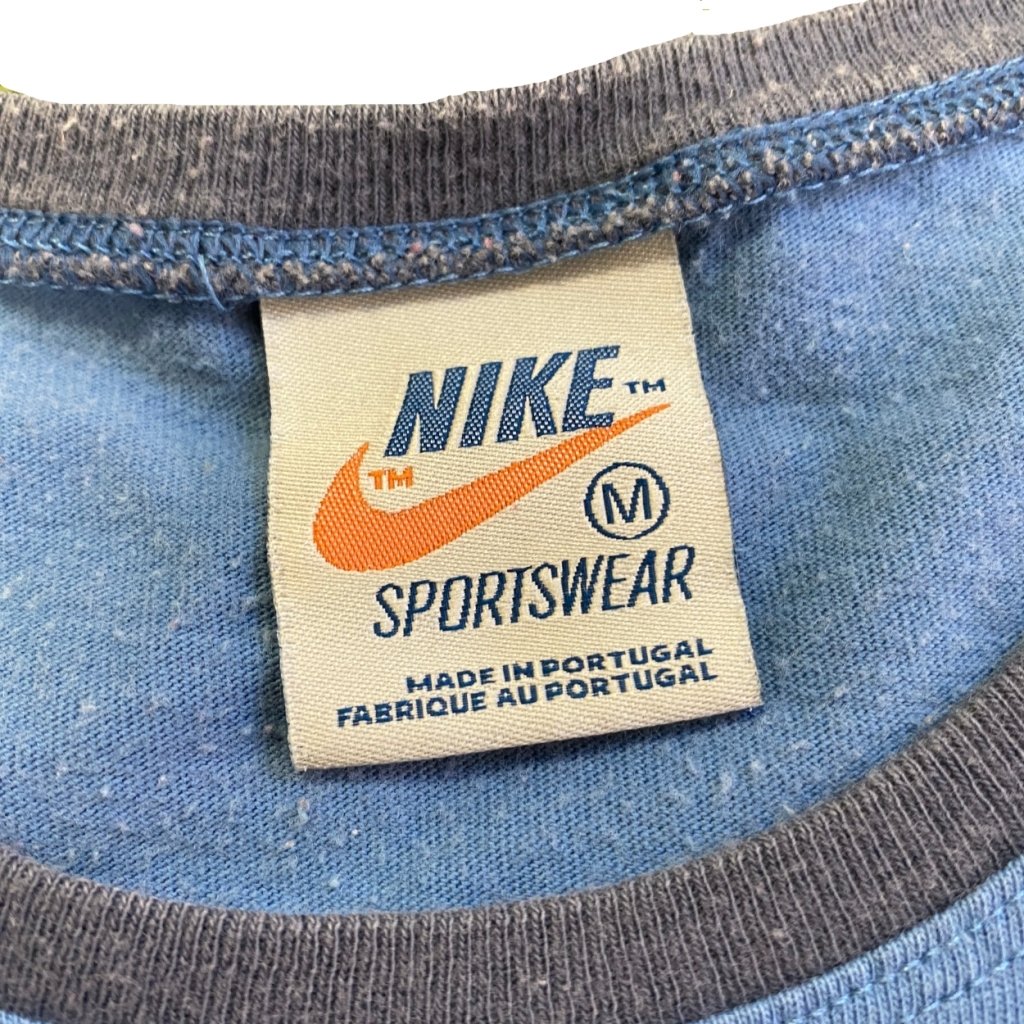 NIKE™
™
M
SPORTSWEAR
MADE IN PORTUGAL
FABRIQUE AU PORTUGAL